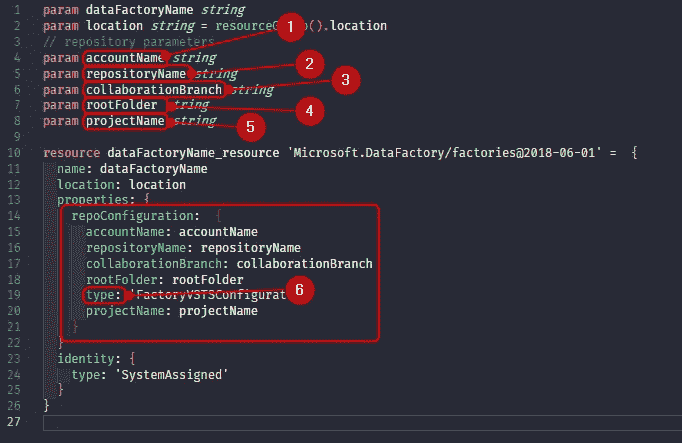 1 param dataFactoryName string
2 param location string = resourceG o().location
3 // repository parameters
4 param accountName string 1
5 param repositoryName string 2
6 param collaborationBranch string 3
7 param rootFolder tring 4
8 param projectName string 5
9
10 resource dataFactoryName_resource 'Microsoft.DataFactory/factories@2018-06-01' = {
11 name: dataFactoryName
12 location: location
13 properties: {
14 repoConfiguration: {
15 accountName: accountName
16 repositoryName: repositoryName
17 collaborationBranch: collaborationBranch
18 rootFolder: rootFolder
19 type: 'FactoryVSTSConfigurat 6
20 projectName: projectName
21 }
22 }
23 identity: {
24 type: 'SystemAssigned'
25 }
26 }
27